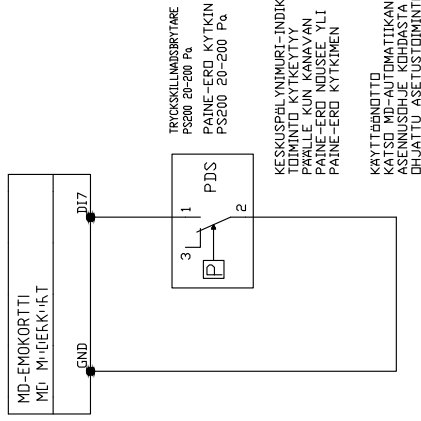 MD-EMOKORTTI
MD
GND
DI7
3
1
P
PDS
2
TRYCKSKILLNADSBRYTARE
PS200 20-200 Pa
PAINE-ERO KYTKIN
PS200 20-200 Pa
KESKUSPÖLYNIMURI-INDIK
TOIMINTO KYTKEYTYY
PÄÄLLE KUN KANAVAN
PAINE-ERO NOUSEE YLI
PAINE-ERO KYTKIMEN
KÄYTTÖÖNOTTO
KATSO MD-AUTOMATIIKAN
ASENNUSOHJE KOHDASTA
OHJATTU ASETUSTOIMINT